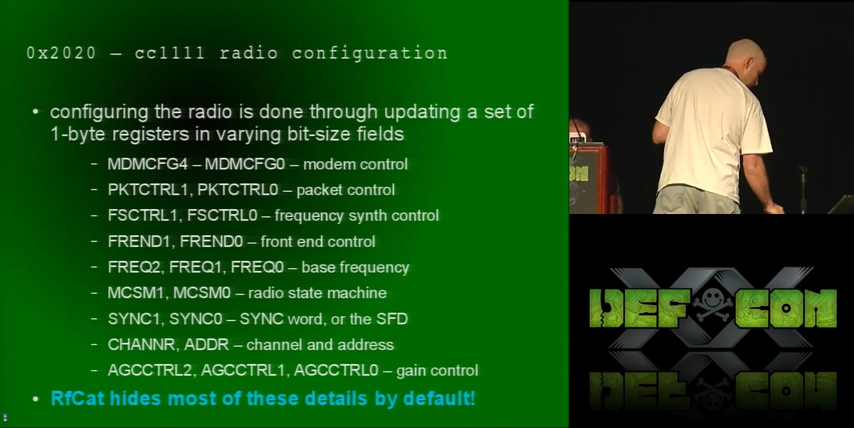 0x2020 – cc1111 radio configuration
• configuring the radio is done through updating a set of
1-byte registers in varying bit-size fields
– MDMCFG4 – MDMCFG0 – modem control
– PKTCTRL1, PKTCTRL0 – packet control
– FSCTRL1, FSCTRL0 – frequency synth control
– FREND1, FREND0 – front end control
– FREQ2, FREQ1, FREQ0 – base frequency
– MCSM1, MCSM0 – radio state machine
– SYNC1, SYNC0 – SYNC word, or the SFD
– CHANNR, ADDR – channel and address
– AGCCTRL2, AGCCTRL1, AGCCTRL0 – gain control
• RfCat hides most of these details by default!
ON
XX
DEF CON